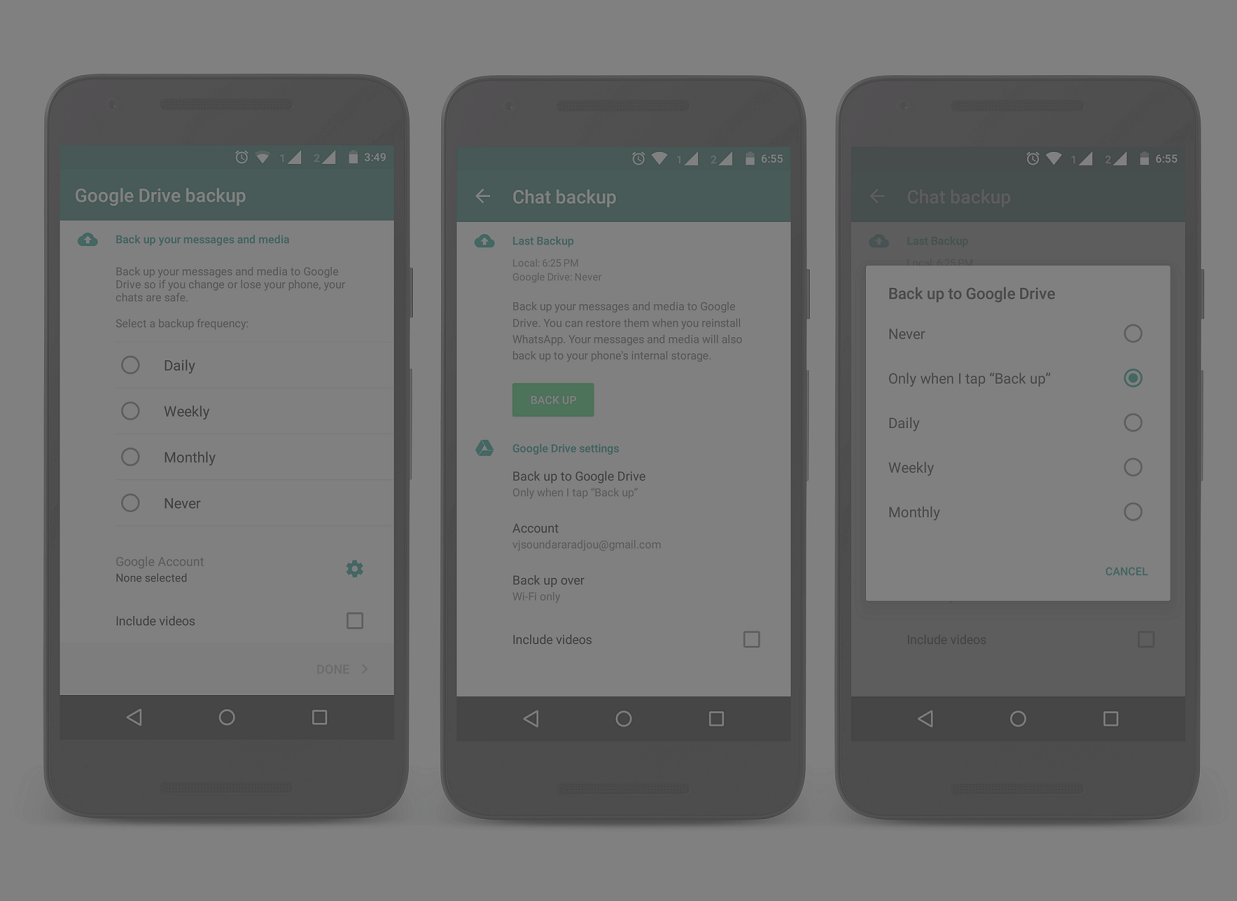 1
2
3:49
Google Drive backup
Back up your messages and media
Back up your messages and media to Google
Drive so if you change or lose your phone, your
chats are safe.
Select a backup frequency:
Daily
Weekly
Monthly
Never
Google Account
None selected
Include videos
DONE
1
2
6:55
Chat backup
Last Backup
Local: 6:25 PM
Google Drive: Never
Back up your messages and media to Google
Drive. You can restore them when you reinstall
WhatsApp. Your messages and media will also
back up to your phone's internal storage.
BACK UP
Google Drive settings
Back up to Google Drive
Only when I tap “Back up”
Account
vjsoundararadjou@gmail.com
Back up over
Wi-Fi only
Include videos
1
2
6:55
Chat backup
Last Backup
Local: 6:25 PM
Back up to Google Drive
Never
Only when I tap “Back up”
Daily
Weekly
Monthly
CANCEL
Include videos